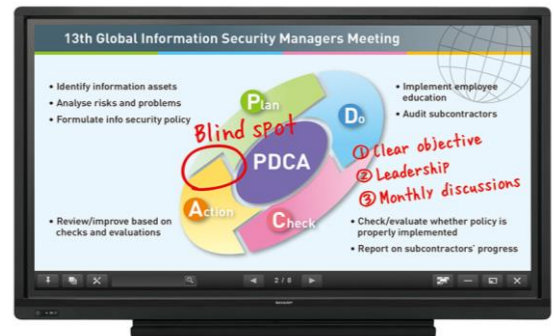 13th Global Information Security Managers Meeting
• Identify information assets
• Analyse risks and problems
• Formulate info security policy
Plan
Do
• Implement employee
education
• Audit subcontractors
Blind spot
PDCA
① Clear objective
② Leadership
③ Monthly discussions
Action
Check
• Review/improve based on
checks and evaluations
• Check/evaluate whether policy is
properly implemented
• Report on subcontractors' progress
2 / 8
SHARP